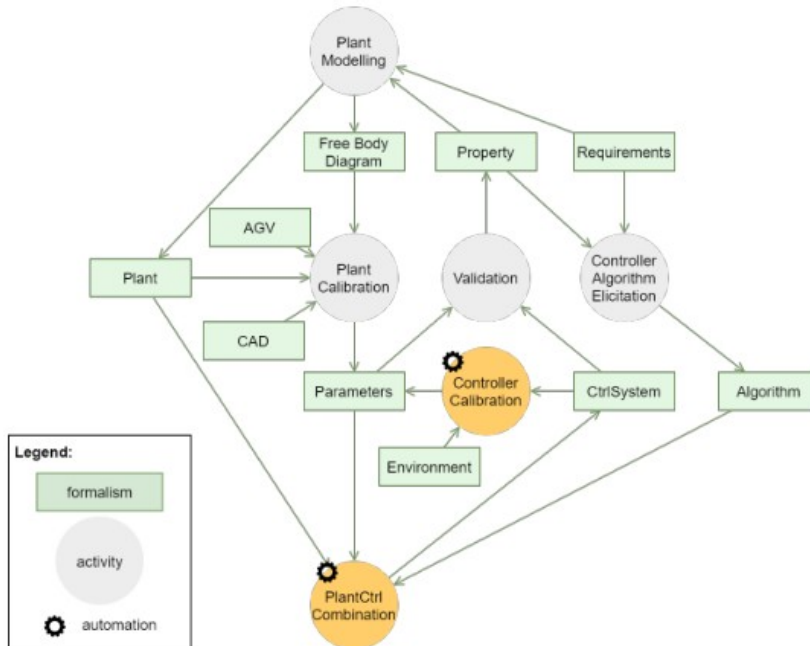 Plant
Modelling
Free Body
Diagram
Property
Requirements
AGV
Plant
Plant
Calibration
Validation
Controller
Algorithm
Elicitation
CAD
Parameters
Controller
Calibration
CtrlSystem
Algorithm
Environment
Legend:
formalism
activity
automation
PlantCtrl
Combination